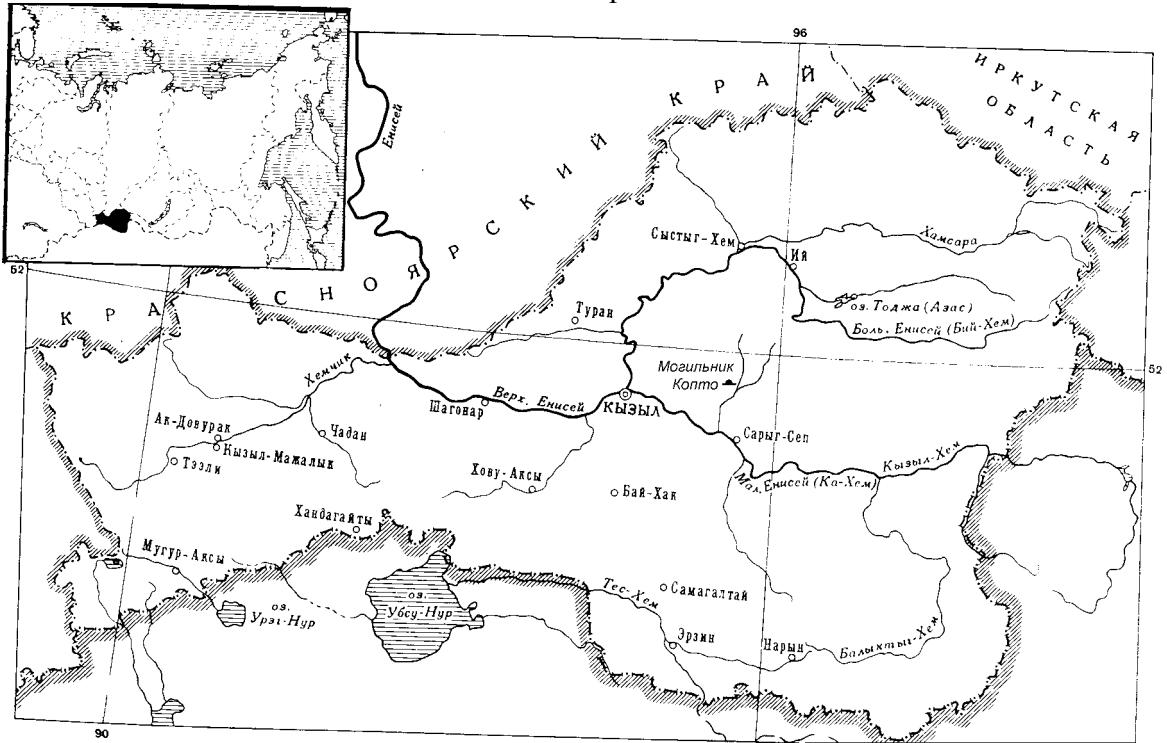 96
КРАСНОЯРСКИЙ КРАЙ
ИРКУТСКАЯ
ОБЛАСТЬ
Енисей
52
Сыстыг-Хем
Хамсара
Ия
оз. Тоджа (Азас)
Боль. Енисей (Бий-Хем)
Туран
52
Могильник
Копто
Хемчик
Шагонар
Верх. Енисей
КЫЗЫЛ
Ак-Довурак
Чадан
Кызыл-Мажалык
Тээли
Сарыг-Сеп
Хову-Аксы
Бай-Хак
Мал. Енисей (Ка-Хем)
Кызыл-Хем
Хандагайты
Мугур-Аксы
оз.
Урэг-Нур
оз.
Убсу-Нур
Тес-Хем
Самагалтай
Эрзин
Нарын
Балыктыг-Хем
90